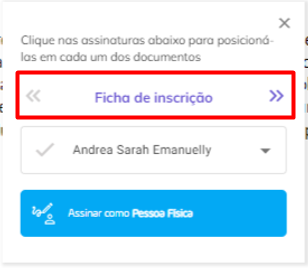 Clique nas assinaturas abaixo para posicioná-
las em cada um dos documentos
Ficha de inscrição
Andrea Sarah Emanuelly
Assinar como Pessoa Física